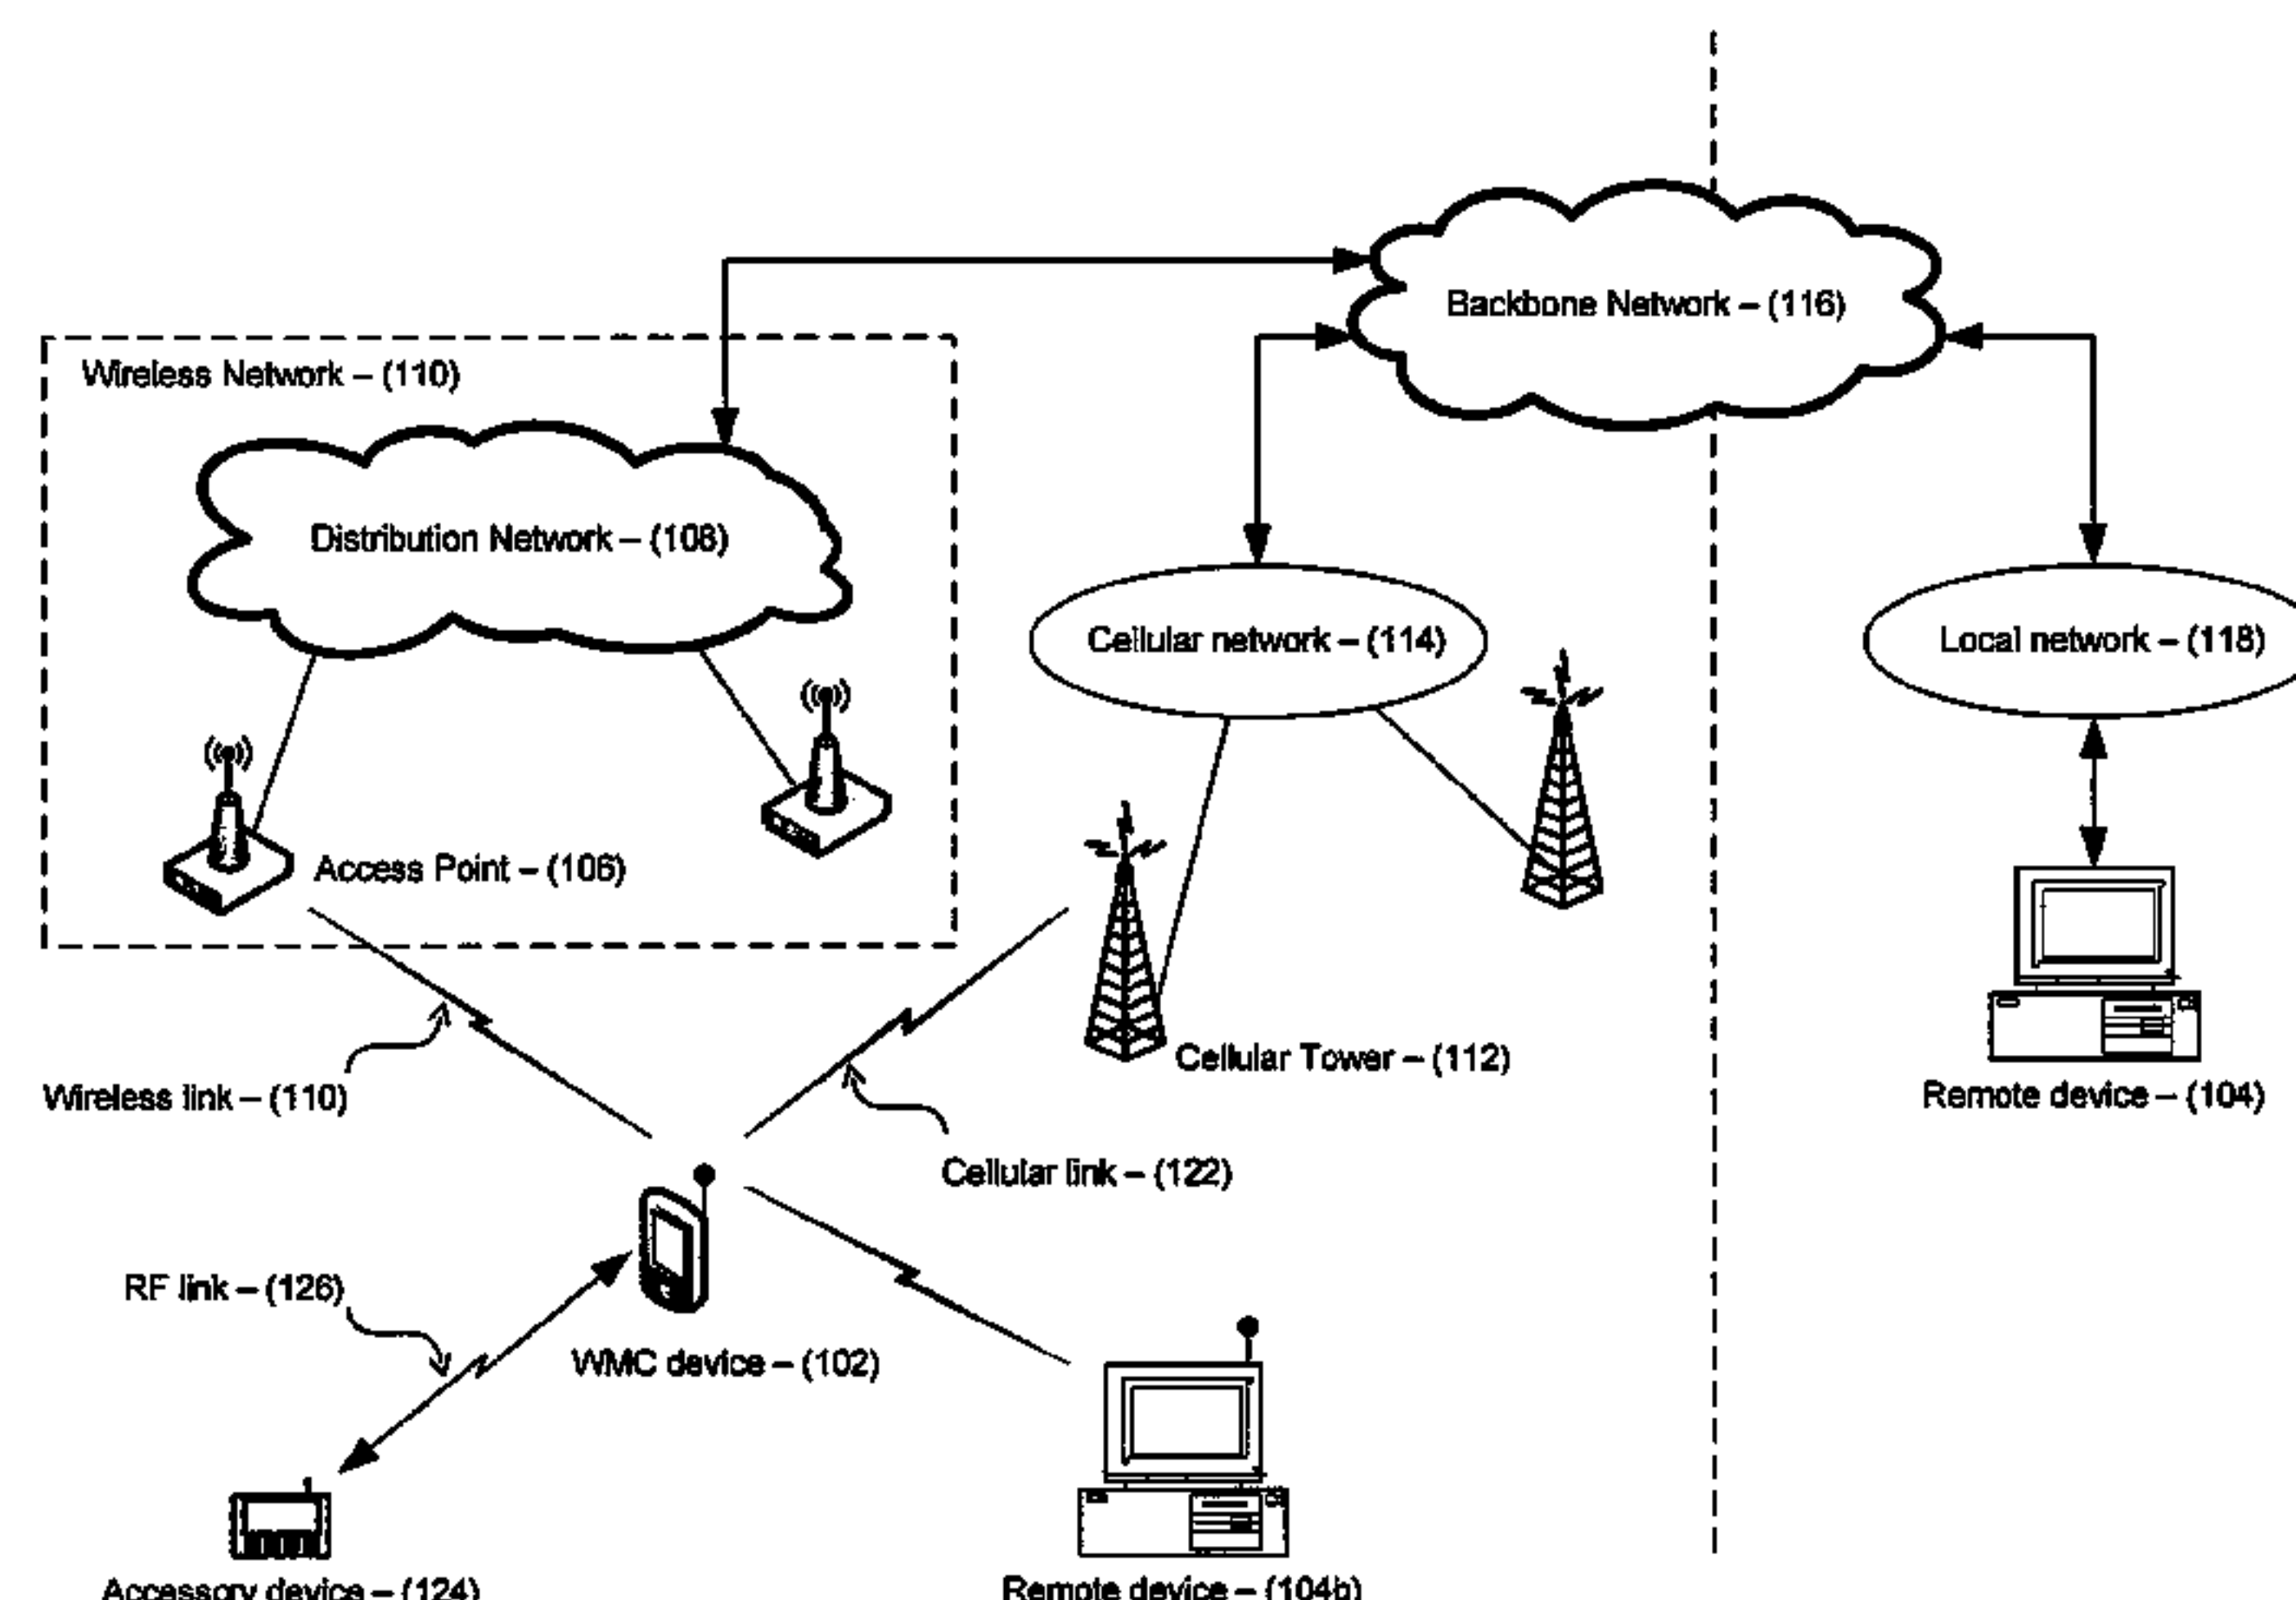 Backbone Network – (116)
Wireless Network – (110)
Distribution Network – (108)
Cellular network – (114)
Local network – (118)
Access Point – (106)
Cellular Tower – (112)
Wireless link – (110)
Remote device – (104)
Cellular link – (122)
RF link – (126)
WMC device – (102)
Accessory device – (124)
Remote device – (104b)